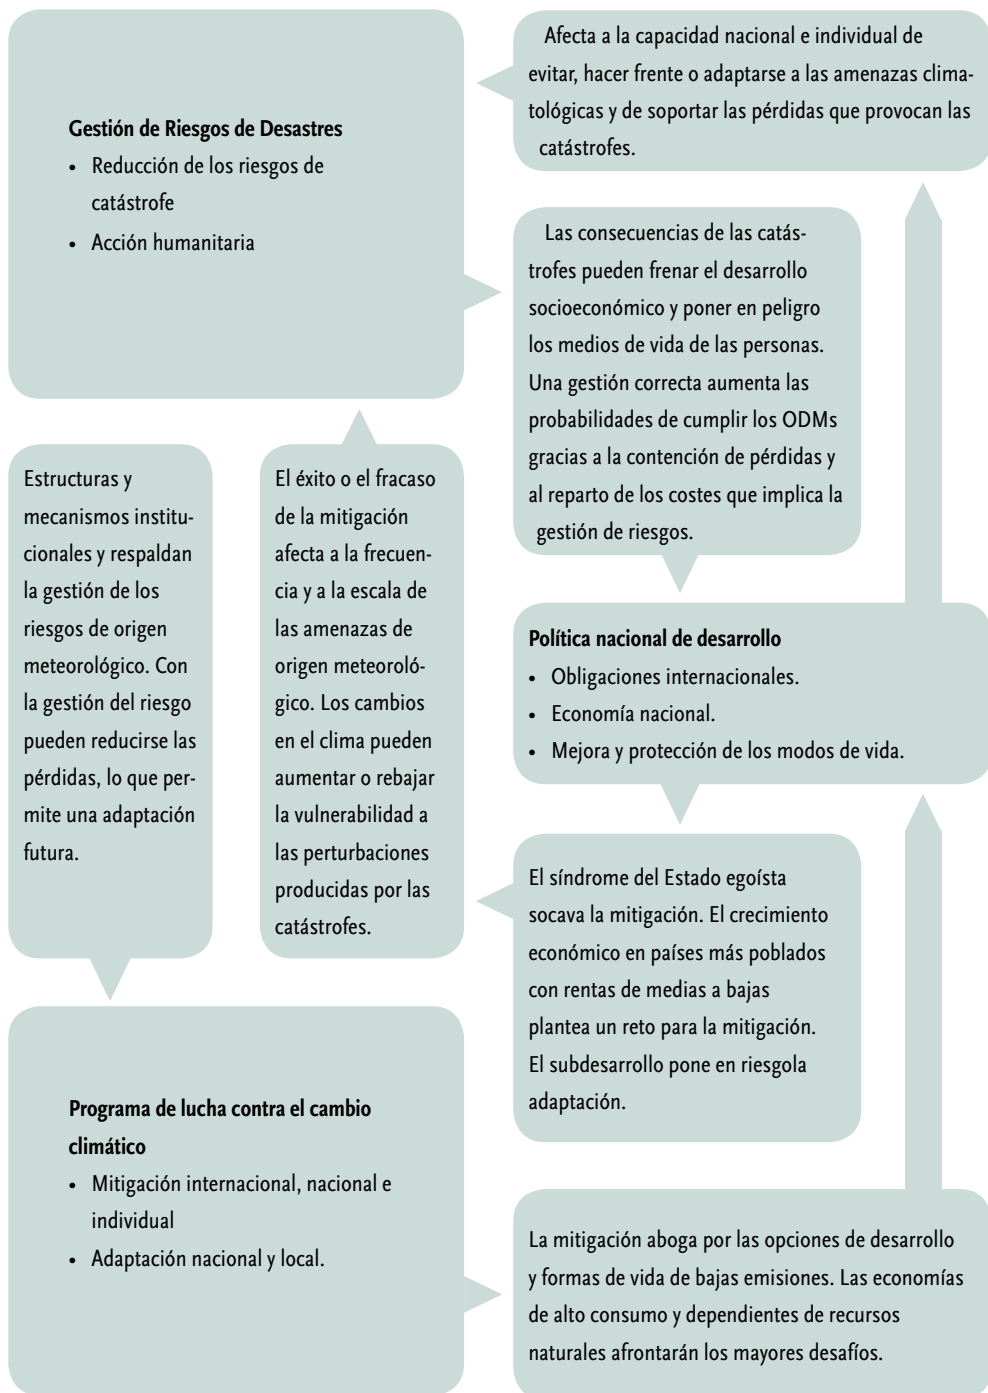 Gestión de Riesgos de Desastres
• Reducción de los riesgos de
catástrofe
• Acción humanitaria
Afecta a la capacidad nacional e individual de
evitar, hacer frente o adaptarse a las amenazas clima-
tológicas y de soportar las pérdidas que provocan las
catástrofes.
Las consecuencias de las catás-
trofes pueden frenar el desarrollo
socioeconómico y poner en peligro
los medios de vida de las personas.
Una gestión correcta aumenta las
probabilidades de cumplir los ODMs
gracias a la contención de pérdidas y
al reparto de los costes que implica la
gestión de riesgos.
Estructuras y
mecanismos institu-
cionales y respaldan
la gestión de los
riesgos de origen
meteorológico. Con
la gestión del riesgo
pueden reducirse las
pérdidas, lo que per-
mite una adaptación
futura.
El éxito o el fracaso
de la mitigación
afecta a la frecuen-
cia y a la escala de
las amenazas de
origen meteoroló-
gico. Los cambios
en el clima pueden
aumentar o rebajar
la vulnerabilidad a
las perturbaciones
producidas por las
catástrofes.
Política nacional de desarrollo
• Obligaciones internacionales.
• Economía nacional.
• Mejora y protección de los modos de vida.
El síndrome del Estado egoísta
socava la mitigación. El crecimiento
económico en países más poblados
con rentas de medias a bajas
plantea un reto para la mitigación.
El subdesarrollo pone en riesgola
adaptación.
Programa de lucha contra el cambio
climático
• Mitigación internacional, nacional e
individual
• Adaptación nacional y local.
La mitigación aboga por las opciones de desarrollo
y formas de vida de bajas emisiones. Las economías
de alto consumo y dependientes de recursos
naturales afrontarán los mayores desafíos.